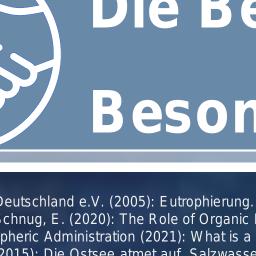 Die Be
Beson
Deutschland e.V. (2005): Eutrophierung.
Schnug, E. (2020): The Role of Organic
pheric Administration (2021): What is a
2015): Die Ostsee atmet auf. Salzwasse